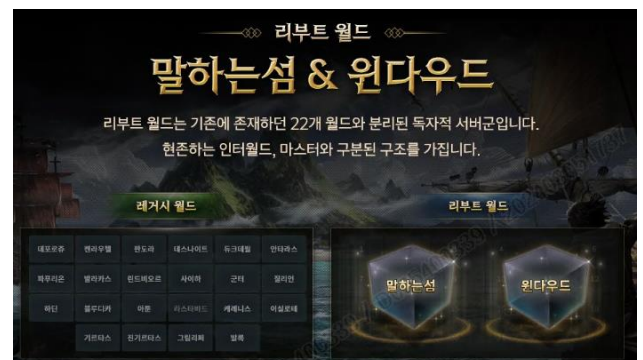 리부트 월드
말하는섬 & 윈다우드
리부트 월드는 기존에 존재하던 22개 월드와 분리된 독자적 서버군입니다.
현존하는 인터월드, 마스터와 구분된 구조를 가집니다.
레거시 월드
리부트 월드
데포로쥬 켄라우헬 판도라 데스나이트 듀크데필 안타라스
파푸리온 발라카스 린드비오르 사이하 군터 질리언
하딘 블루디카 아툰 라스타바드 케레니스 이실로테
기르타스 진기르타스 그림리퍼 발록
말하는섬
윈다우드